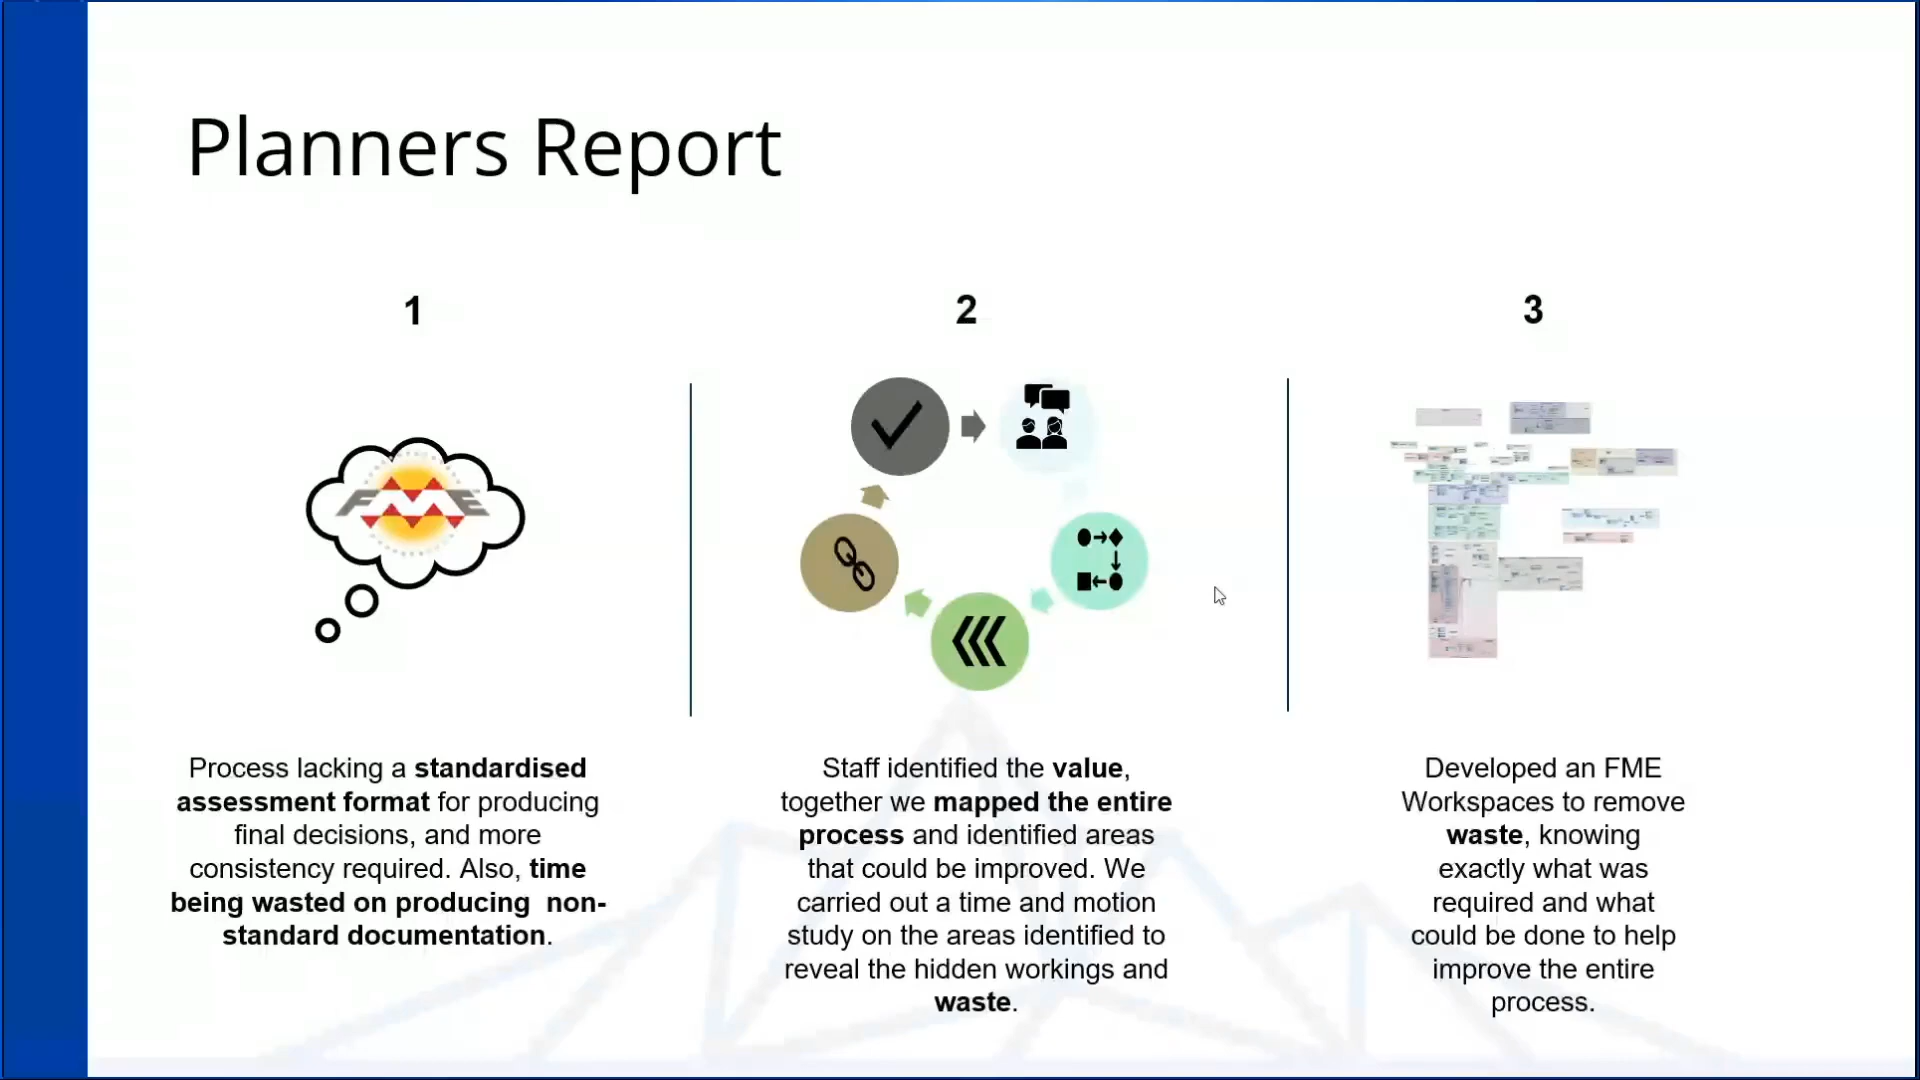 Planners Report
1
2
3
FME
Process lacking a standardised
assessment format for producing
final decisions, and more
consistency required. Also, time
being wasted on producing  non-
standard documentation.
Staff identified the value,
together we mapped the entire
process and identified areas
that could be improved. We
carried out a time and motion
study on the areas identified to
reveal the hidden workings and
waste.
Developed an FME
Workspaces to remove
waste, knowing
exactly what was
required and what
could be done to help
improve the entire
process.